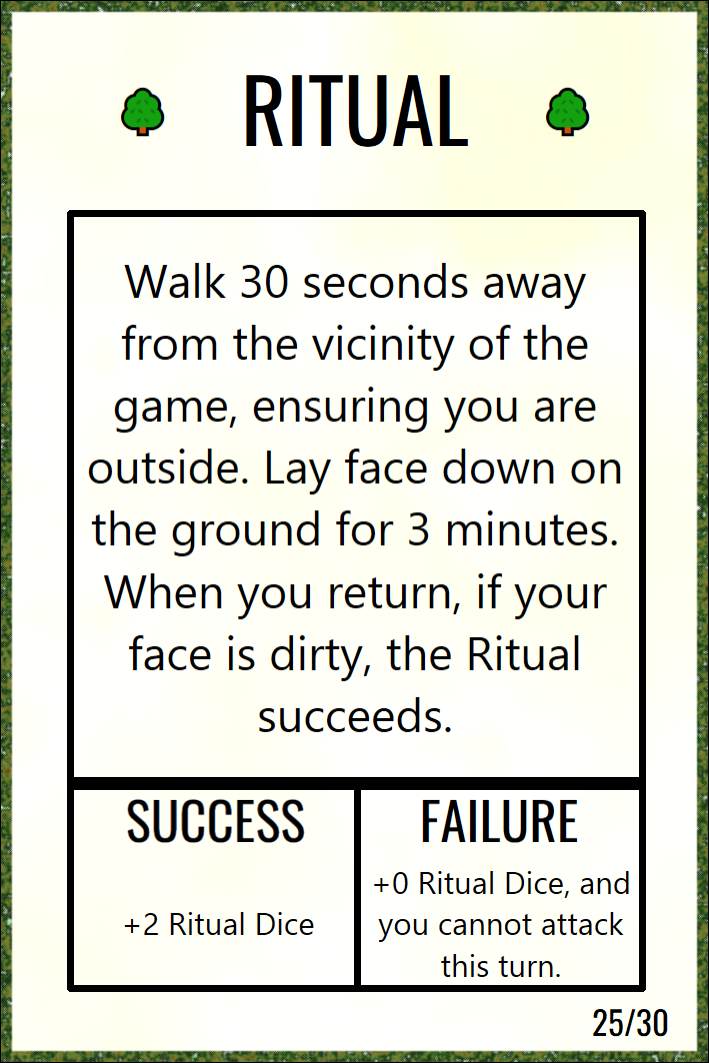 RITUAL
Walk 30 seconds away
from the vicinity of the
game, ensuring you are
outside. Lay face down on
the ground for 3 minutes.
When you return, if your
face is dirty, the Ritual
succeeds.
SUCCESS
+2 Ritual Dice
FAILURE
+0 Ritual Dice, and
you cannot attack
this turn.
25/30